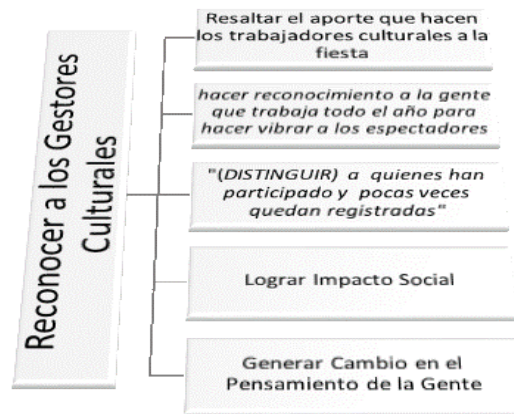 Reconocer a los Gestores
Culturales
Resaltar el aporte que hacen
los trabajadores culturales a la
fiesta
hacer reconocimiento a la gente
que trabaja todo el año para
hacer vibrar a los espectadores
"(DISTINGUIR) a quienes han
participado y pocas veces
quedan registradas"
Lograr Impacto Social
Generar Cambio en el
Pensamiento de la Gente